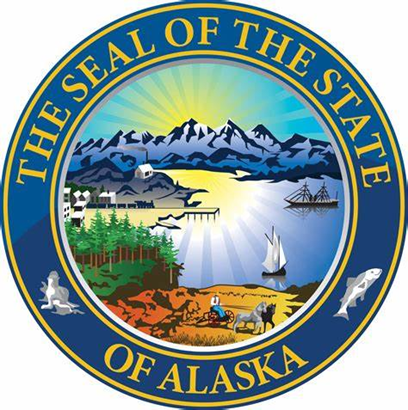 THE SEAL OF THE STATE
OF ALASKA